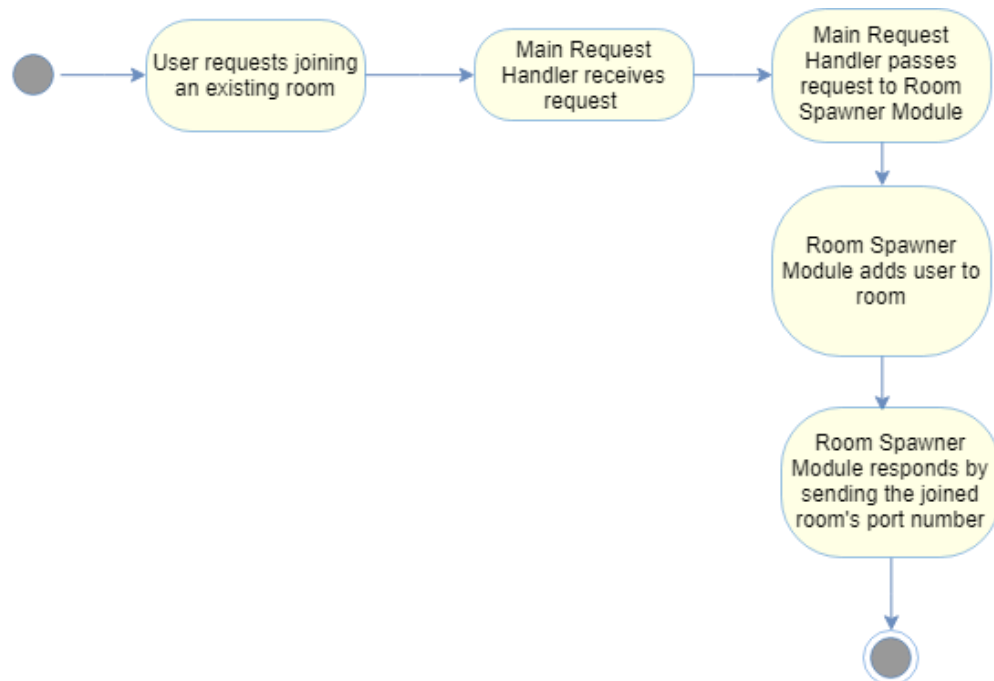 User requests joining
an existing room
Main Request
Handler receives
request
Main Request
Handler passes
request to Room
Spawner Module
Room Spawner
Module adds user to
room
Room Spawner
Module responds by
sending the joined
room's port number